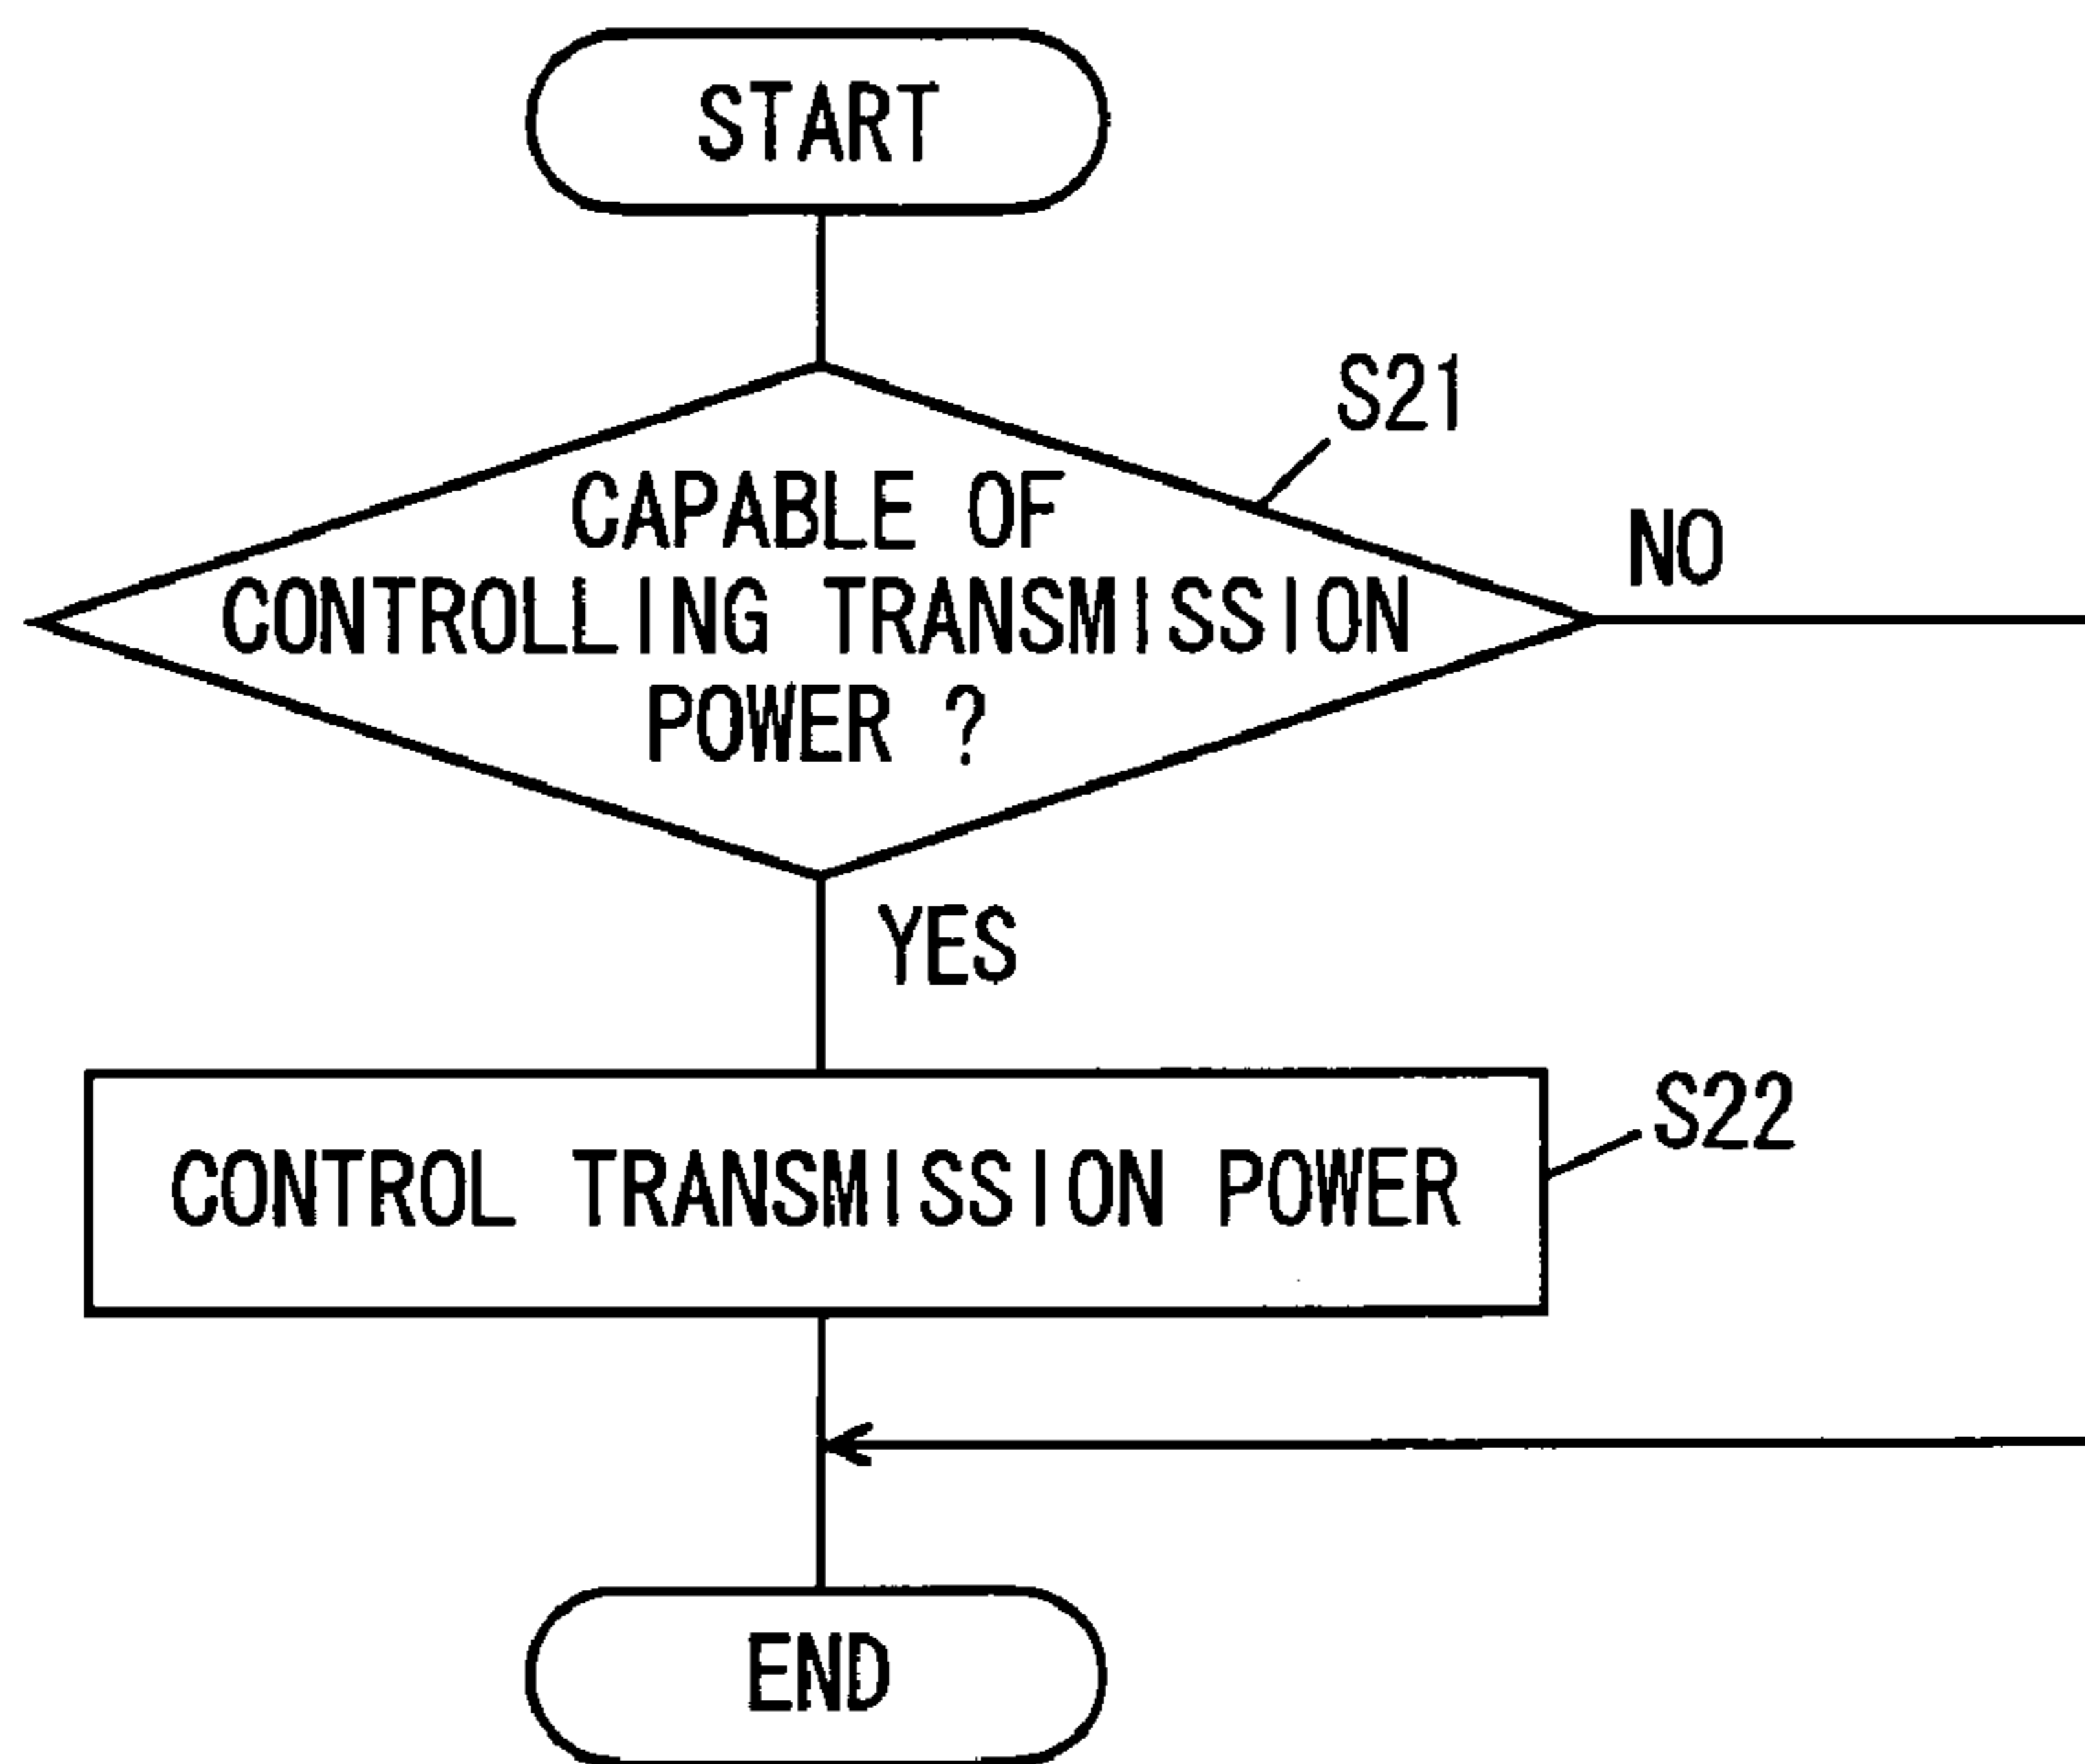 START
S21
CAPABLE OF
CONTROLLING TRANSMISSION
POWER ?
NO
YES
S22
CONTROL TRANSMISSION POWER
END